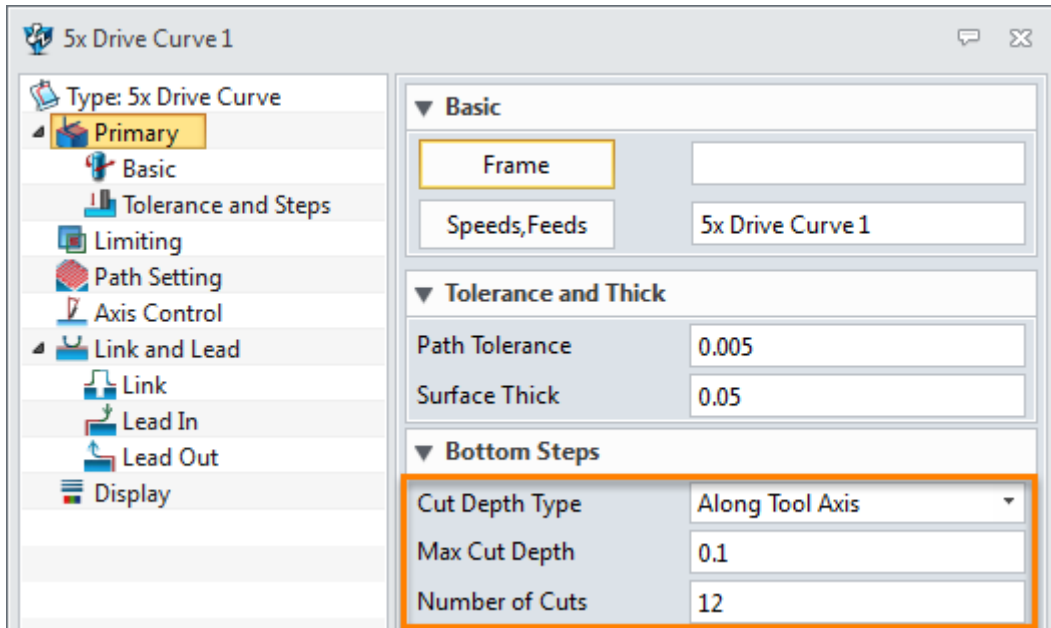 5x Drive Curve 1
Type: 5x Drive Curve
Primary
Basic
Tolerance and Steps
Limiting
Path Setting
Axis Control
Link and Lead
Link
Lead In
Lead Out
Display
Basic
Frame
Speeds,Feeds 5x Drive Curve 1
Tolerance and Thick
Path Tolerance 0.005
Surface Thick 0.05
Bottom Steps
Cut Depth Type Along Tool Axis
Max Cut Depth 0.1
Number of Cuts 12